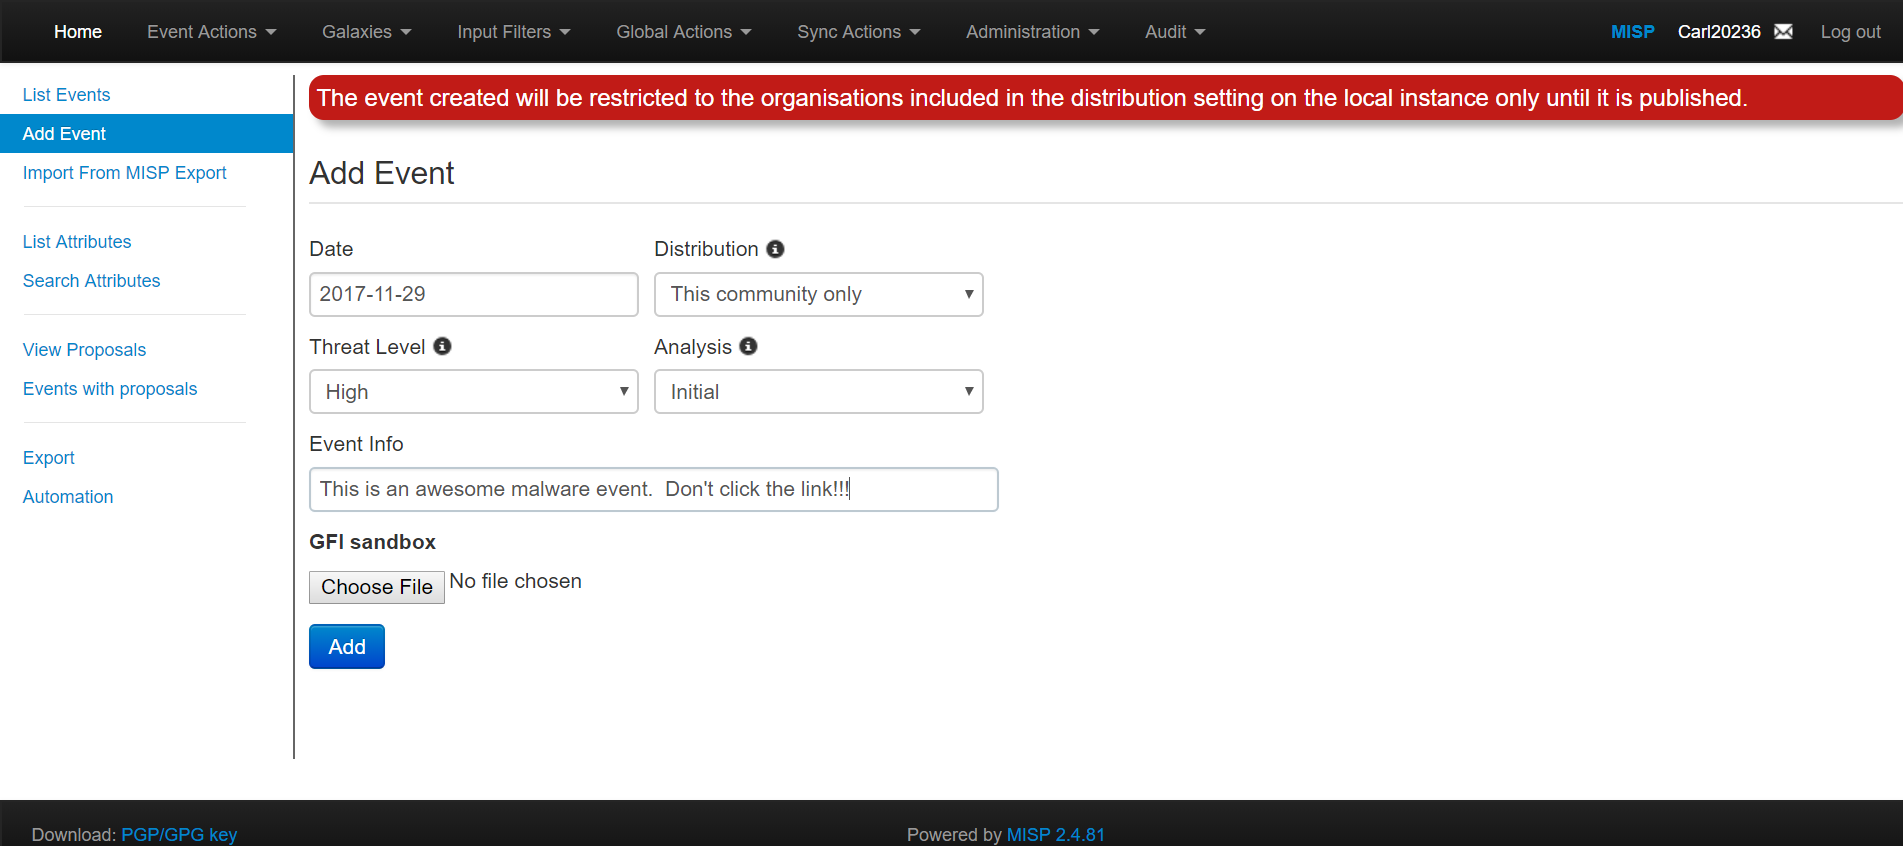 Home Event Actions Galaxies Input Filters Global Actions Sync Actions Administration Audit MISP Carl20236 Log out
List Events
Add Event
Import From MISP Export
List Attributes
Search Attributes
View Proposals
Events with proposals
Export
Automation
The event created will be restricted to the organisations included in the distribution setting on the local instance only until it is published.
Add Event
Date Distribution
2017-11-29 This community only
Threat Level Analysis
High Initial
Event Info
This is an awesome malware event.  Don't click the link!!!
GFI sandbox
Choose File No file chosen
Add
Download: PGP/GPG key Powered by MISP 2.4.81